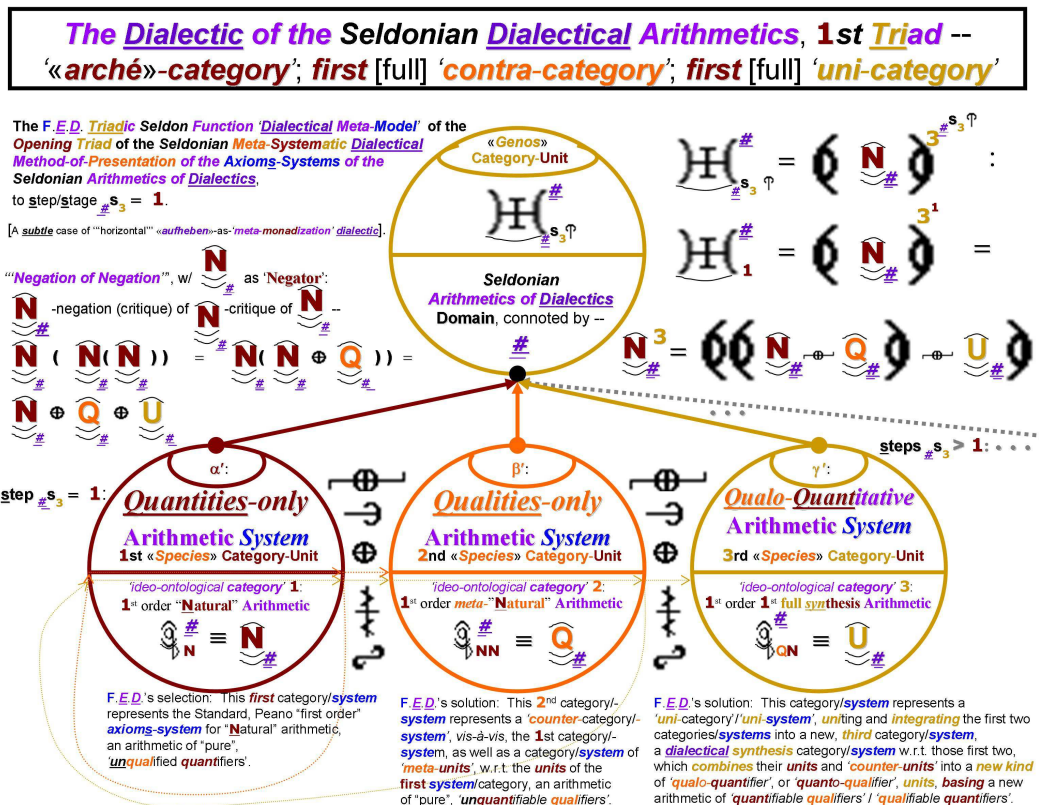 The Dialectic of the Seldonian Dialectical Arithmetics, 1st Triad --
'«arché»-category'; first [full] 'contra-category'; first [full] 'uni-category'
The F.E.D. Triadic Seldon Function 'Dialectical Meta-Model' of the
Opening Triad of the Seldonian Meta-Systematic Dialectical
Method-of-Presentation of the Axioms-Systems of the
Seldonian Arithmetics of Dialectics,
to step/stage #s3 = 1.
[A subtle case of '"horizontal"' «aufheben»-as-'meta-monadization' dialectic].
'"Negation of Negation"', w/ N# as 'Negator':
N# -negation (critique) of N# -critique of N# --
N# ( N# ( N# ) ) = N# ( N# ⊕ Q# ) ) =
N# ⊕ Q# ⊕ U#
«Genos»
Category-Unit
#
#s3
Seldonian
Arithmetics of Dialectics
Domain, connoted by --
#
# #s3 = ( N# ) 3 #s3 :
# 1 = ( N# ) 3 1 =
N# 3 = ( ( N# ⊕ Q# ) ⊕ U# )
. . .
steps #s3 > 1: . . .
step #s3 = 1:
α′:
Quantities-only
Arithmetic System
1st «Species» Category-Unit
'ideo-ontological category' 1:
1st order "Natural" Arithmetic
# N ≡ N#
β′:
Qualities-only
Arithmetic System
2nd «Species» Category-Unit
'ideo-ontological category' 2:
1st order meta-"Natural" Arithmetic
# NN ≡ Q#
γ′:
Qualo-Quantitative
Arithmetic System
3rd «Species» Category-Unit
'ideo-ontological category' 3:
1st order 1st full synthesis Arithmetic
# QN ≡ U#
F.E.D.'s selection: This first category/system
represents the Standard, Peano "first order"
axioms-system for "Natural" arithmetic,
an arithmetic of "pure",
'unqualified quantifiers'.
F.E.D.'s solution: This 2nd category/-
system represents a 'counter-category/-
system', vis-à-vis, the 1st category/-
system, as well as a category/system of
'meta-units', w.r.t. the units of the
first system/category, an arithmetic
of "pure", 'unquantifiable qualifiers'.
F.E.D.'s solution: This category/system represents a
'uni-category'/'uni-system', uniting and integrating the first two
categories/systems into a new, third category/system,
a dialectical synthesis category/system w.r.t. those first two,
which combines their units and 'counter-units' into a new kind
of 'qualo-quantifier', or 'quanto-qualifier', units, basing a new
arithmetic of 'quantifiable qualifiers' / 'qualifiable quantifiers'.